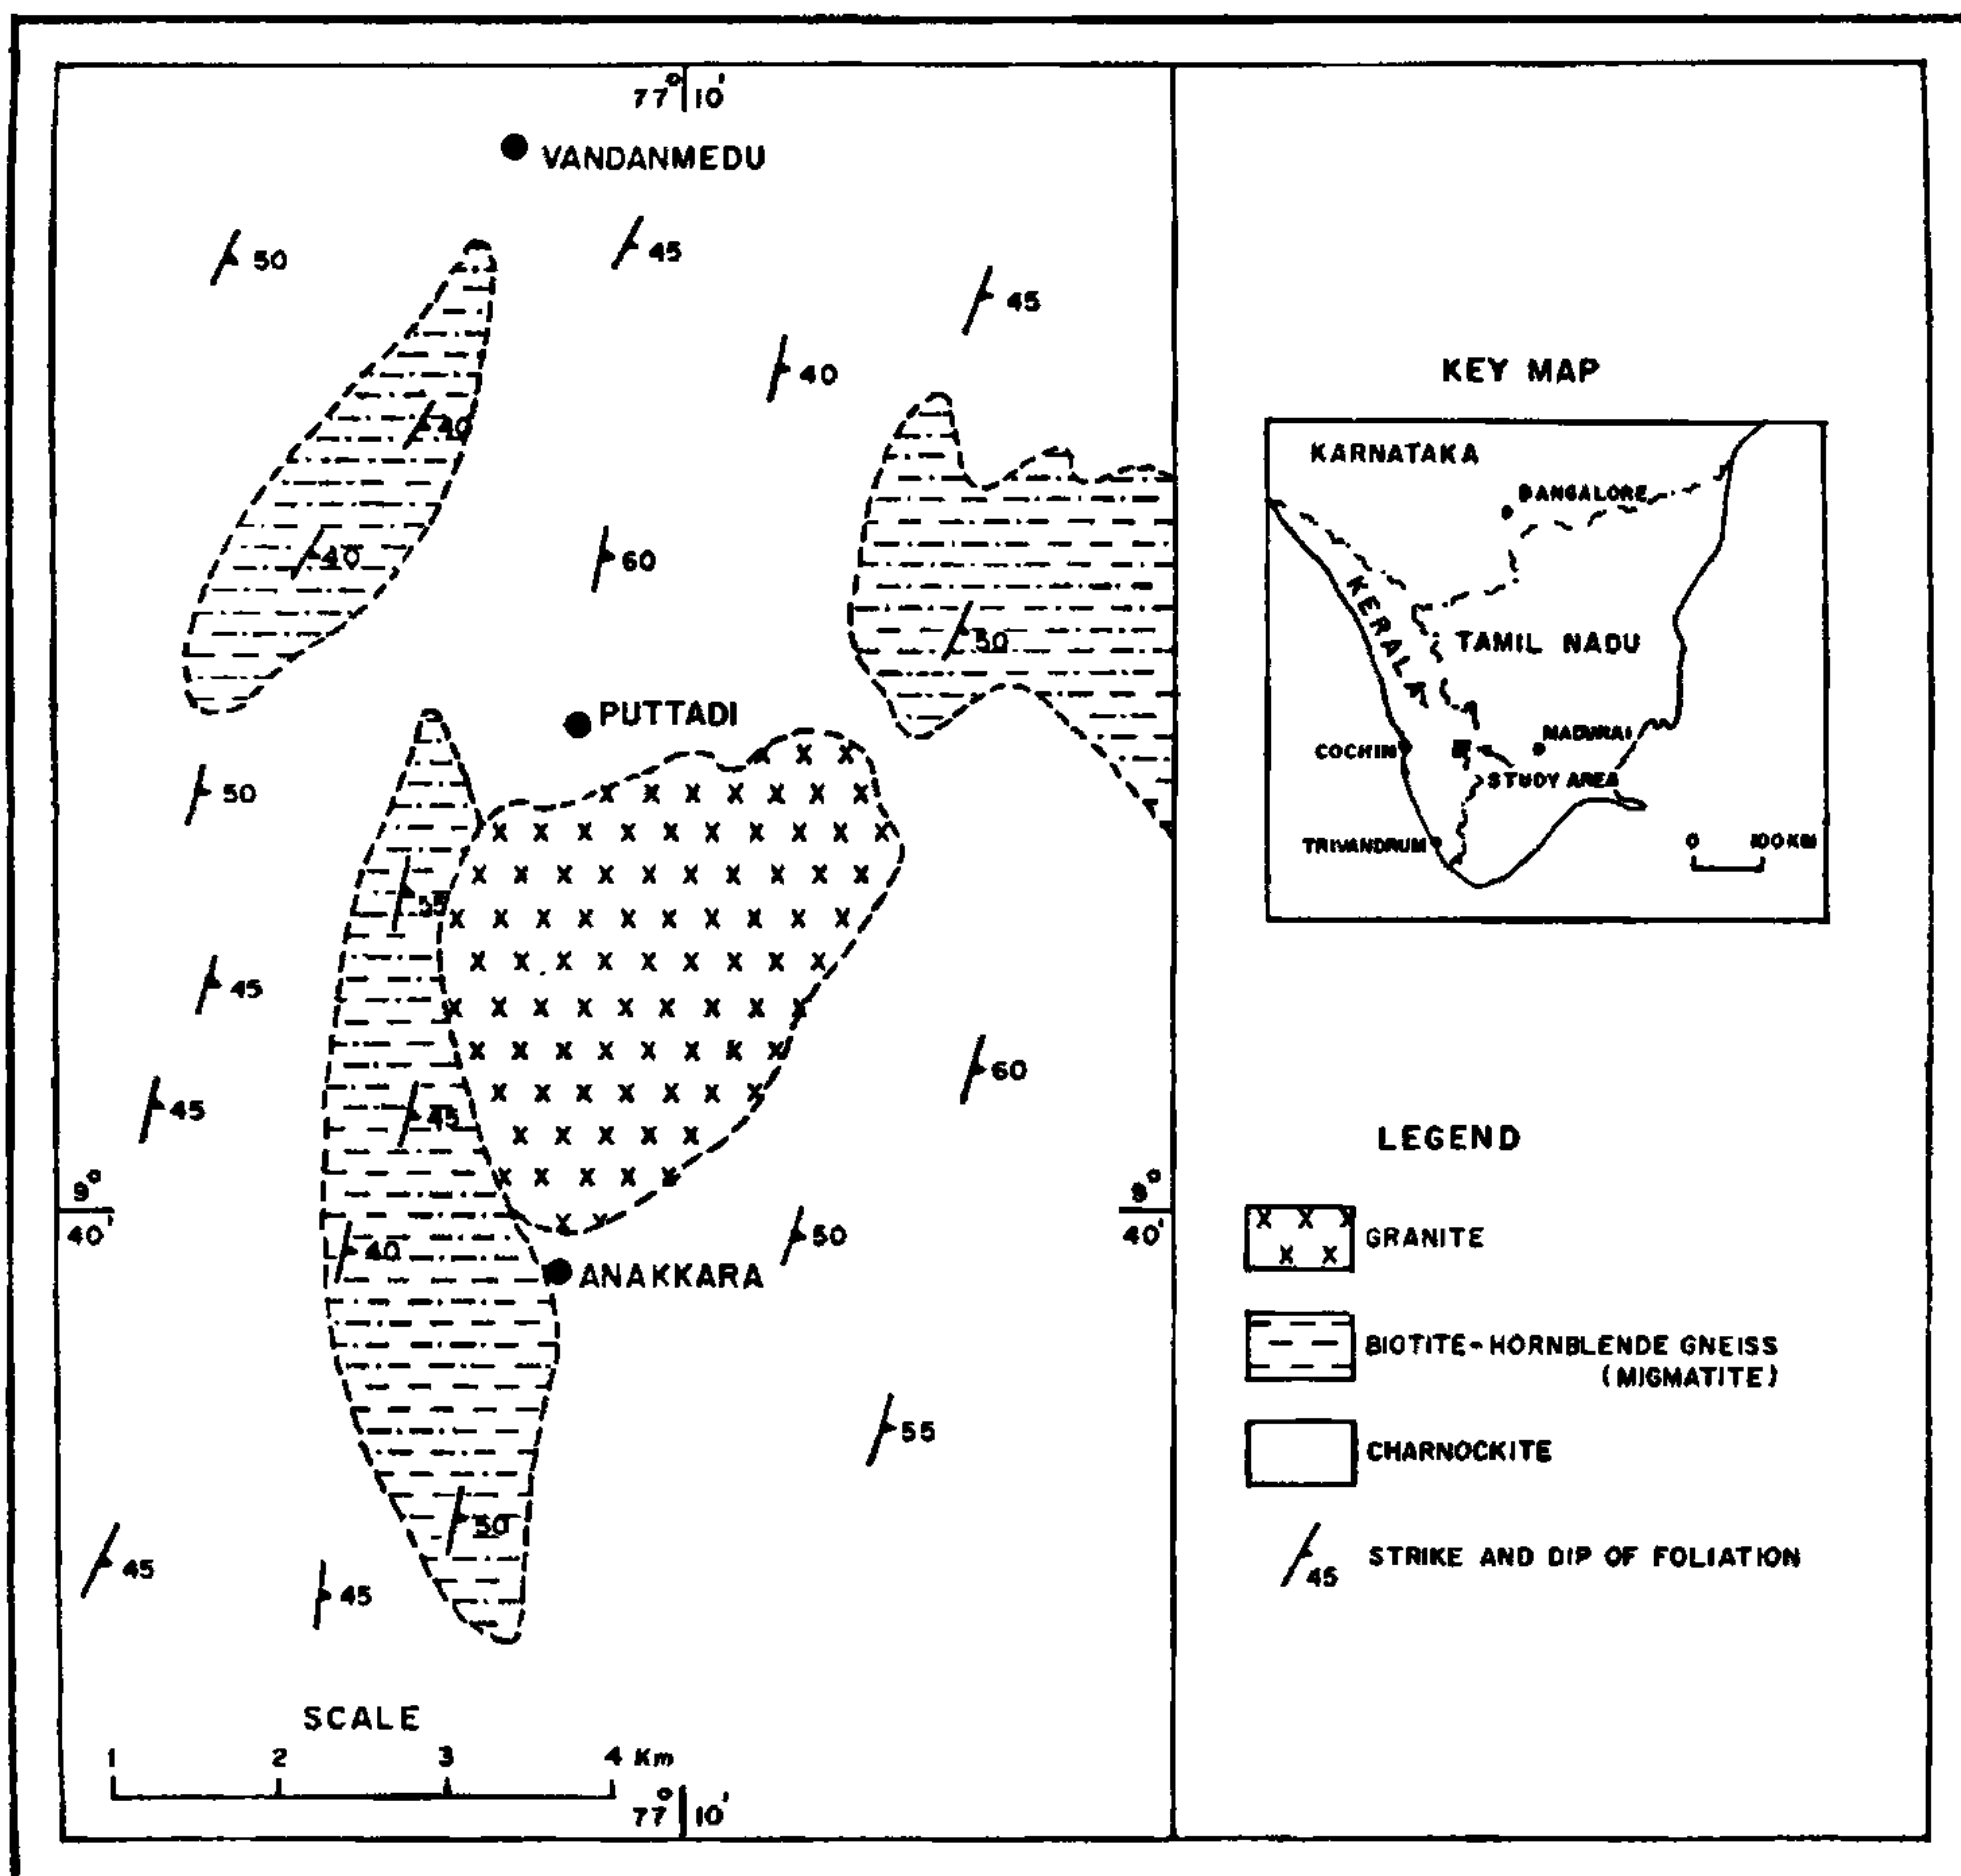 77° 10'
VANDANMEDU
50
45
45
40
40
40
60
50
PUTTADI
50
55
45
60
45
45
9°
40'
9°
40'
40
50
ANAKKARA
55
50
45
45
SCALE
1 2 3 4 Km
77° 10'
KEY MAP
KARNATAKA
BANGALORE
KERALA
TAMIL NADU
COCHIN
MADURAI
STUDY AREA
TRIVANDRUM
0 100 KM
LEGEND
GRANITE
BIOTITE-HORNBLENDE GNEISS
(MIGMATITE)
CHARNOCKITE
45
STRIKE AND DIP OF FOLIATION